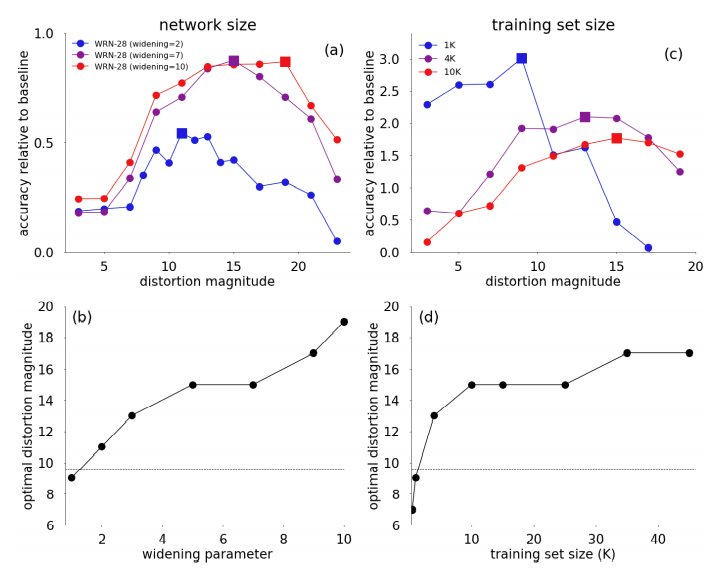 network size
1.0
0.5
0.0
accuracy relative to baseline
WRN-28 (widening=2)
WRN-28 (widening=7)
WRN-28 (widening=10)
(a)
5 10 15 20
distortion magnitude
training set size
3.0
2.5
2.0
1.5
1.0
0.5
0.0
accuracy relative to baseline
1K
4K
10K
(c)
5 10 15 20
distortion magnitude
20
18
16
14
12
10
8
6
optimal distortion magnitude
(b)
2 4 6 8 10
widening parameter
20
18
16
14
12
10
8
6
optimal distortion magnitude
(d)
10 20 30 40
training set size (K)